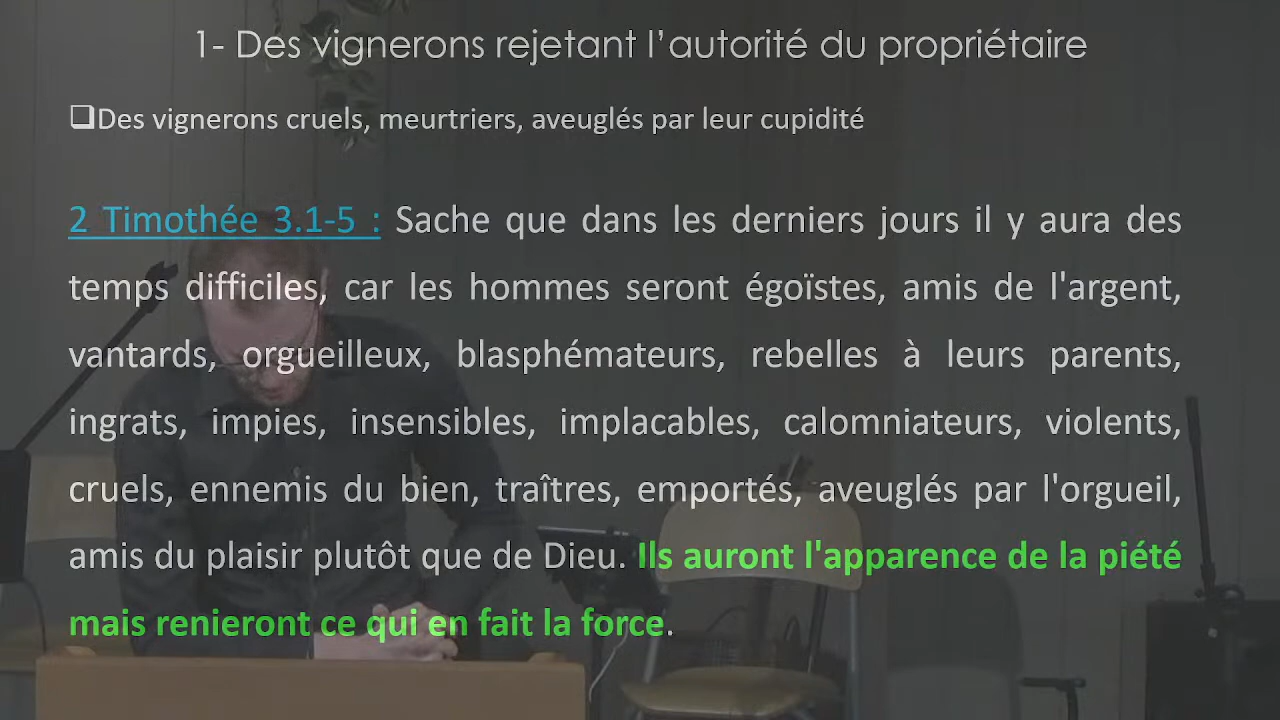 1- Des vignerons rejetant l’autorité du propriétaire
❑Des vignerons cruels, meurtriers, aveuglés par leur cupidité
2 Timothée 3.1-5 : Sache que dans les derniers jours il y aura des
temps difficiles, car les hommes seront égoïstes, amis de l'argent,
vantards, orgueilleux, blasphémateurs, rebelles à leurs parents,
ingrats, impies, insensibles, implacables, calomniateurs, violents,
cruels, ennemis du bien, traîtres, emportés, aveuglés par l'orgueil,
amis du plaisir plutôt que de Dieu. Ils auront l'apparence de la piété
mais renieront ce qui en fait la force.